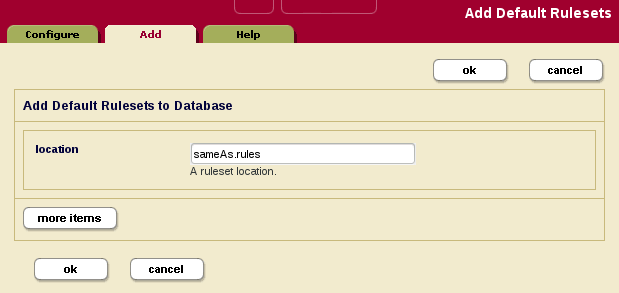 Add Default Rulesets
Configure Add Help
ok cancel
Add Default Rulesets to Database
location sameAs.rules
A ruleset location.
more items
ok cancel